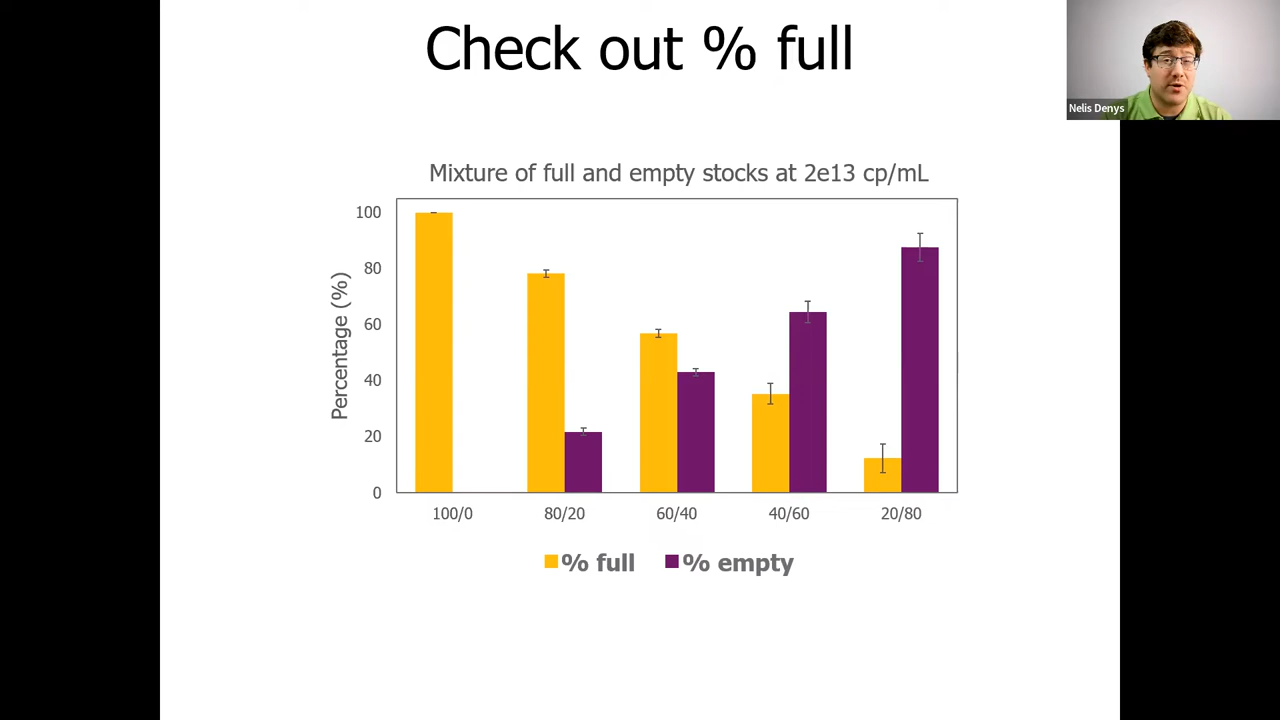 Check out % full
Nelis Denys
Mixture of full and empty stocks at 2e13 cp/mL
Percentage (%)
100
80
60
40
20
0
100/0
80/20
60/40
40/60
20/80
% full
% empty